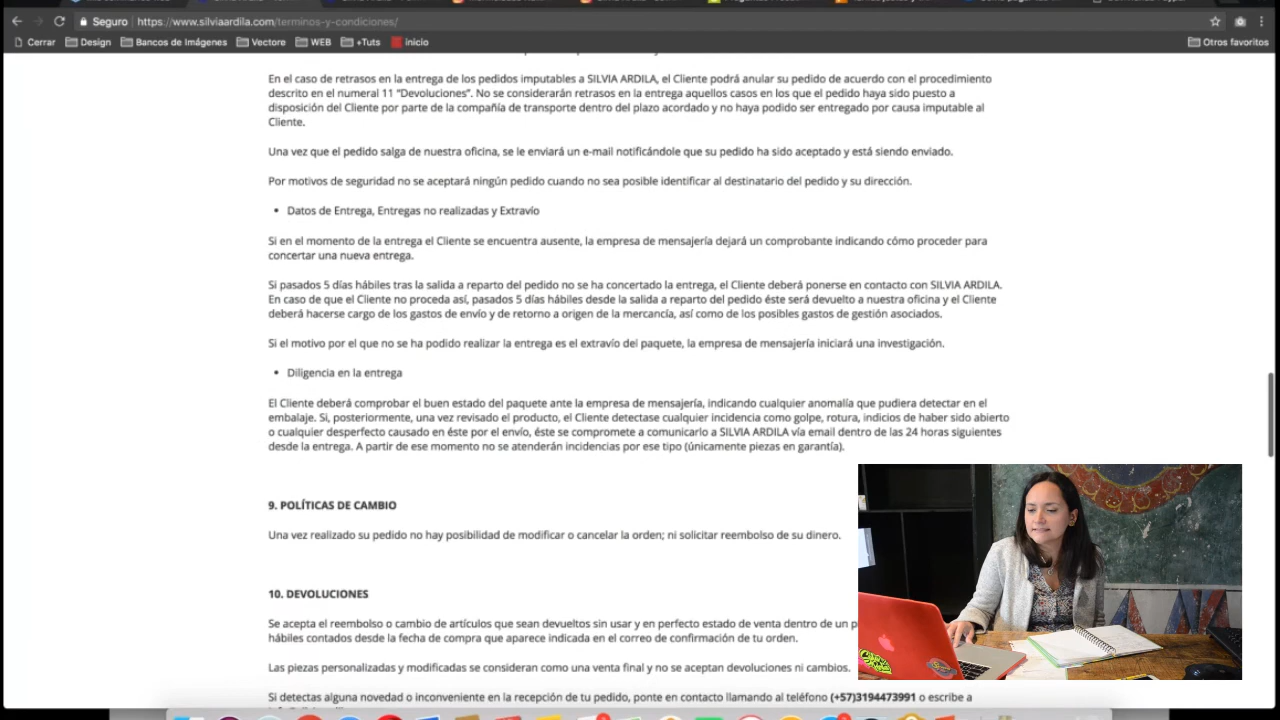 Seguro | https://www.silviaardila.com/terminos-y-condiciones/
Cerrar Design Bancos de Imágenes Vectore WEB +Tuts inicio Otros favoritos
En el caso de retrasos en la entrega de los pedidos imputables a SILVIA ARDILA, el Cliente podrá anular su pedido de acuerdo con el procedimiento
descrito en el numeral 11 “Devoluciones”. No se considerarán retrasos en la entrega aquellos casos en los que el pedido haya sido puesto a
disposición del Cliente por parte de la compañía de transporte dentro del plazo acordado y no haya podido ser entregado por causa imputable al
Cliente.
Una vez que el pedido salga de nuestra oficina, se le enviará un e-mail notificándole que su pedido ha sido aceptado y está siendo enviado.
Por motivos de seguridad no se aceptará ningún pedido cuando no sea posible identificar al destinatario del pedido y su dirección.
• Datos de Entrega, Entregas no realizadas y Extravío
Si en el momento de la entrega el Cliente se encuentra ausente, la empresa de mensajería dejará un comprobante indicando cómo proceder para
concertar una nueva entrega.
Si pasados 5 días hábiles tras la salida a reparto del pedido no se ha concertado la entrega, el Cliente deberá ponerse en contacto con SILVIA ARDILA.
En caso de que el Cliente no proceda así, pasados 5 días hábiles desde la salida a reparto del pedido éste será devuelto a nuestra oficina y el Cliente
deberá hacerse cargo de los gastos de envío y de retorno a origen de la mercancía, así como de los posibles gastos de gestión asociados.
Si el motivo por el que no se ha podido realizar la entrega es el extravío del paquete, la empresa de mensajería iniciará una investigación.
• Diligencia en la entrega
El Cliente deberá comprobar el buen estado del paquete ante la empresa de mensajería, indicando cualquier anomalía que pudiera detectar en el
embalaje. Si, posteriormente, una vez revisado el producto, el Cliente detectase cualquier incidencia como golpe, rotura, indicios de haber sido abierto
o cualquier desperfecto causado en éste por el envío, éste se compromete a comunicarlo a SILVIA ARDILA vía email dentro de las 24 horas siguientes
desde la entrega. A partir de ese momento no se atenderán incidencias por ese tipo (únicamente piezas en garantía).
9. POLÍTICAS DE CAMBIO
Una vez realizado su pedido no hay posibilidad de modificar o cancelar la orden; ni solicitar reembolso de su dinero.
10. DEVOLUCIONES
Se acepta el reembolso o cambio de artículos que sean devueltos sin usar y en perfecto estado de venta dentro de un
hábiles contados desde la fecha de compra que aparece indicada en el correo de confirmación de tu orden.
Las piezas personalizadas y modificadas se consideran como una venta final y no se aceptan devoluciones ni cambios.
Si detectas alguna novedad o inconveniente en la recepción de tu pedido, ponte en contacto llamando al teléfono (+57)3194473991 o escribe a